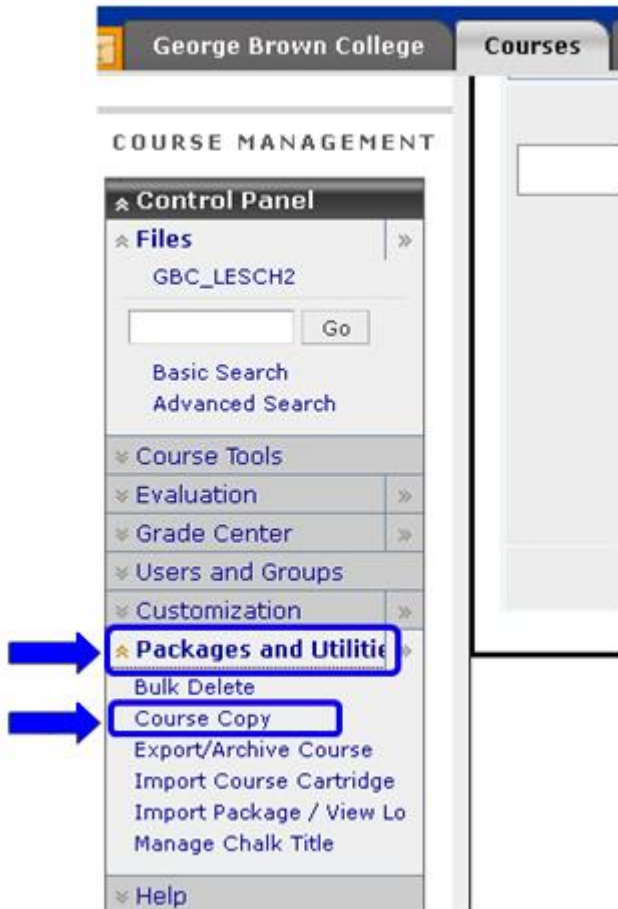 George Brown College
Courses
COURSE MANAGEMENT
Control Panel
Files
GBC_LESCH2
Go
Basic Search
Advanced Search
Course Tools
Evaluation
Grade Center
Users and Groups
Customization
Packages and Utilitie
Bulk Delete
Course Copy
Export/Archive Course
Import Course Cartridge
Import Package / View Lo
Manage Chalk Title
Help